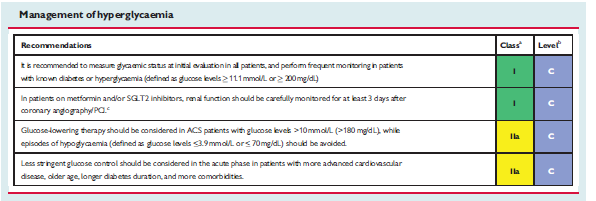 Management of hyperglycaemia
Recommendations Classᵃ Levelᵇ
It is recommended to measure glycaemic status at initial evaluation in all patients, and perform frequent monitoring in patients
with known diabetes or hyperglycaemia (defined as glucose levels ≥ 11.1 mmol/L or ≥ 200 mg/dL)
I C
In patients on metformin and/or SGLT2 inhibitors, renal function should be carefully monitored for at least 3 days after
coronary angiography/PCI.ᶜ
I C
Glucose-lowering therapy should be considered in ACS patients with glucose levels >10 mmol/L (>180 mg/dL), while
episodes of hypoglycaemia (defined as glucose levels ≤3.9 mmol/L or ≤ 70 mg/dL) should be avoided.
IIa C
Less stringent glucose control should be considered in the acute phase in patients with more advanced cardiovascular
disease, older age, longer diabetes duration, and more comorbidities.
IIa C